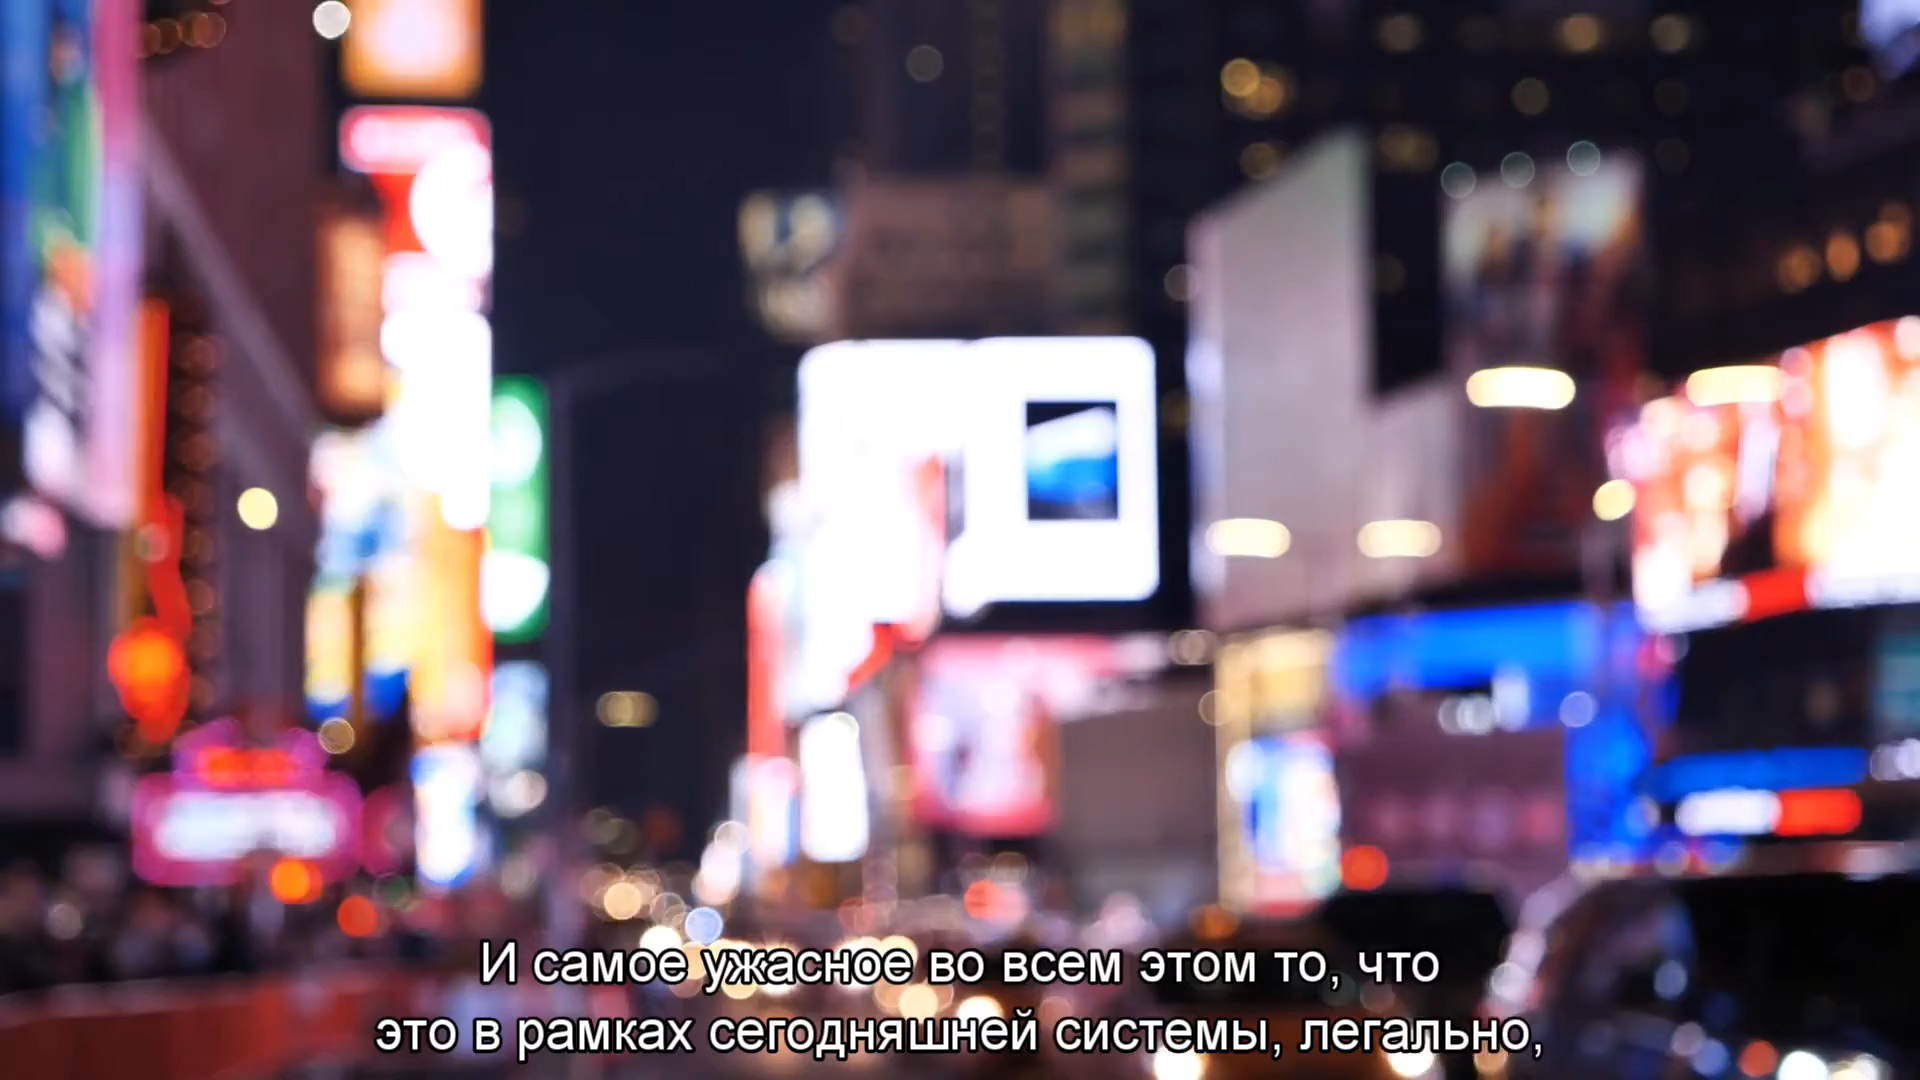 И самое ужасное во всем этом то, что
это в рамках сегодняшней системы, легально,